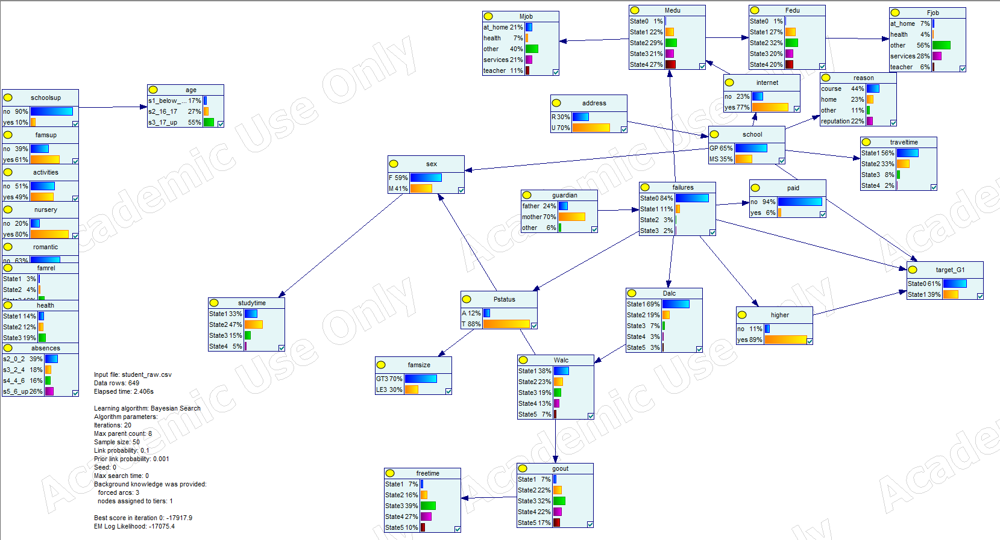 Mjob
at_home 21%
health 7%
other 40%
services 21%
teacher 11%
Medu
State0 1%
State1 22%
State2 29%
State3 21%
State4 27%
Fedu
State0 1%
State1 27%
State2 32%
State3 20%
State4 20%
Fjob
at_home 7%
health 4%
other 56%
services 28%
teacher 6%
internet
no 23%
yes 77%
reason
course 44%
home 23%
other 11%
reputation 22%
schoolsup
no 90%
yes 10%
age
s1_below_... 17%
s2_16_17 27%
s3_17_up 55%
address
R 30%
U 70%
school
GP 65%
MS 35%
traveltime
State1 56%
State2 33%
State3 8%
State4 2%
famsup
no 39%
yes 61%
activities
no 51%
yes 49%
nursery
no 20%
yes 80%
romantic
no 63%
famrel
State1 3%
State2 4%
health
State1 14%
State2 12%
State3 19%
absences
s2_0_2 39%
s3_2_4 18%
s4_4_6 16%
s5_6_up 26%
sex
F 59%
M 41%
guardian
father 24%
mother 70%
other 6%
failures
State0 84%
State1 11%
State2 3%
State3 2%
paid
no 94%
yes 6%
target_G1
State0 61%
State1 39%
studytime
State1 33%
State2 47%
State3 15%
State4 5%
Pstatus
A 12%
T 88%
Dalc
State1 69%
State2 19%
State3 7%
State4 3%
State5 3%
higher
no 11%
yes 89%
famsize
GT3 70%
LE3 30%
Walc
State1 38%
State2 23%
State3 19%
State4 13%
State5 7%
freetime
State1 7%
State2 16%
State3 39%
State4 27%
State5 10%
goout
State1 7%
State2 22%
State3 32%
State4 22%
State5 17%
Input file: student_raw.csv
Data rows: 649
Elapsed time: 2.406s
Learning algorithm: Bayesian Search
Algorithm parameters:
Iterations: 20
Max parent count: 8
Sample size: 50
Link probability: 0.1
Prior link probability: 0.001
Seed: 0
Max search time: 0
Background knowledge was provided:
forced arcs: 3
nodes assigned to tiers: 1
Best score in iteration 0: -17917.9
EM Log Likelihood: -17075.4
Academic Use Only
Academic Use Only
Academic Use Only
Academic Use Only